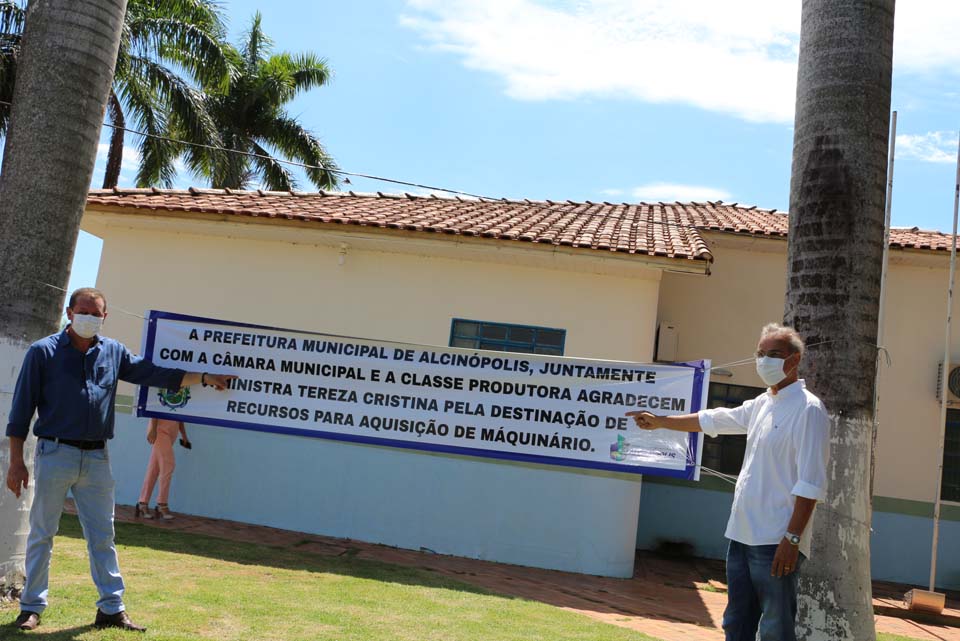 A PREFEITURA MUNICIPAL DE ALCINÓPOLIS, JUNTAMENTE
COM A CÂMARA MUNICIPAL E A CLASSE PRODUTORA AGRADECEM
INISTRA TEREZA CRISTINA PELA DESTINAÇÃO DE
RECURSOS PARA AQUISIÇÃO DE MÁQUINÁRIO.